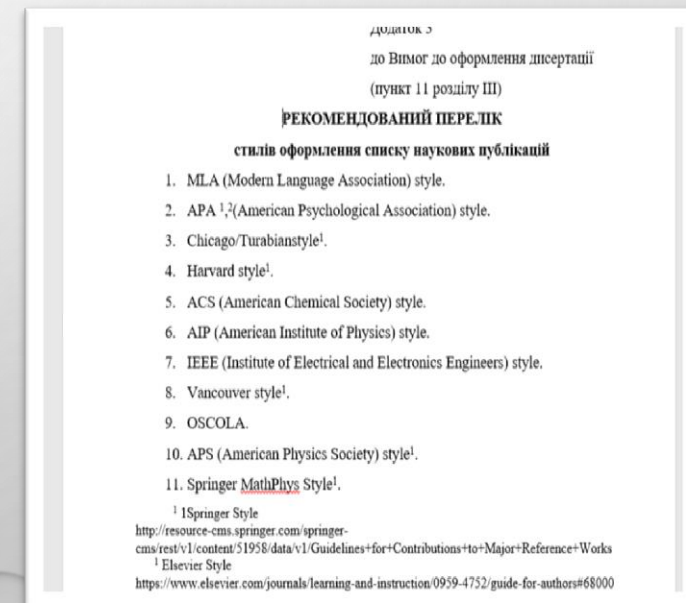 Додаток 3
до Вимог до оформлення дисертації
(пункт 11 розділу III)
РЕКОМЕНДОВАНИЙ ПЕРЕЛІК
стилів оформлення списку наукових публікацій
1. MLA (Modern Language Association) style.
2. APA ¹,²(American Psychological Association) style.
3. Chicago/Turabianstyle¹.
4. Harvard style¹.
5. ACS (American Chemical Society) style.
6. AIP (American Institute of Physics) style.
7. IEEE (Institute of Electrical and Electronics Engineers) style.
8. Vancouver style¹.
9. OSCOLA.
10. APS (American Physics Society) style¹.
11. Springer MathPhys Style¹.
¹ 1Springer Style
http://resource-cms.springer.com/springer-
cms/rest/v1/content/51958/data/v1/Guidelines+for+Contributions+to+Major+Reference+Works
¹ Elsevier Style
https://www.elsevier.com/journals/learning-and-instruction/0959-4752/guide-for-authors#68000